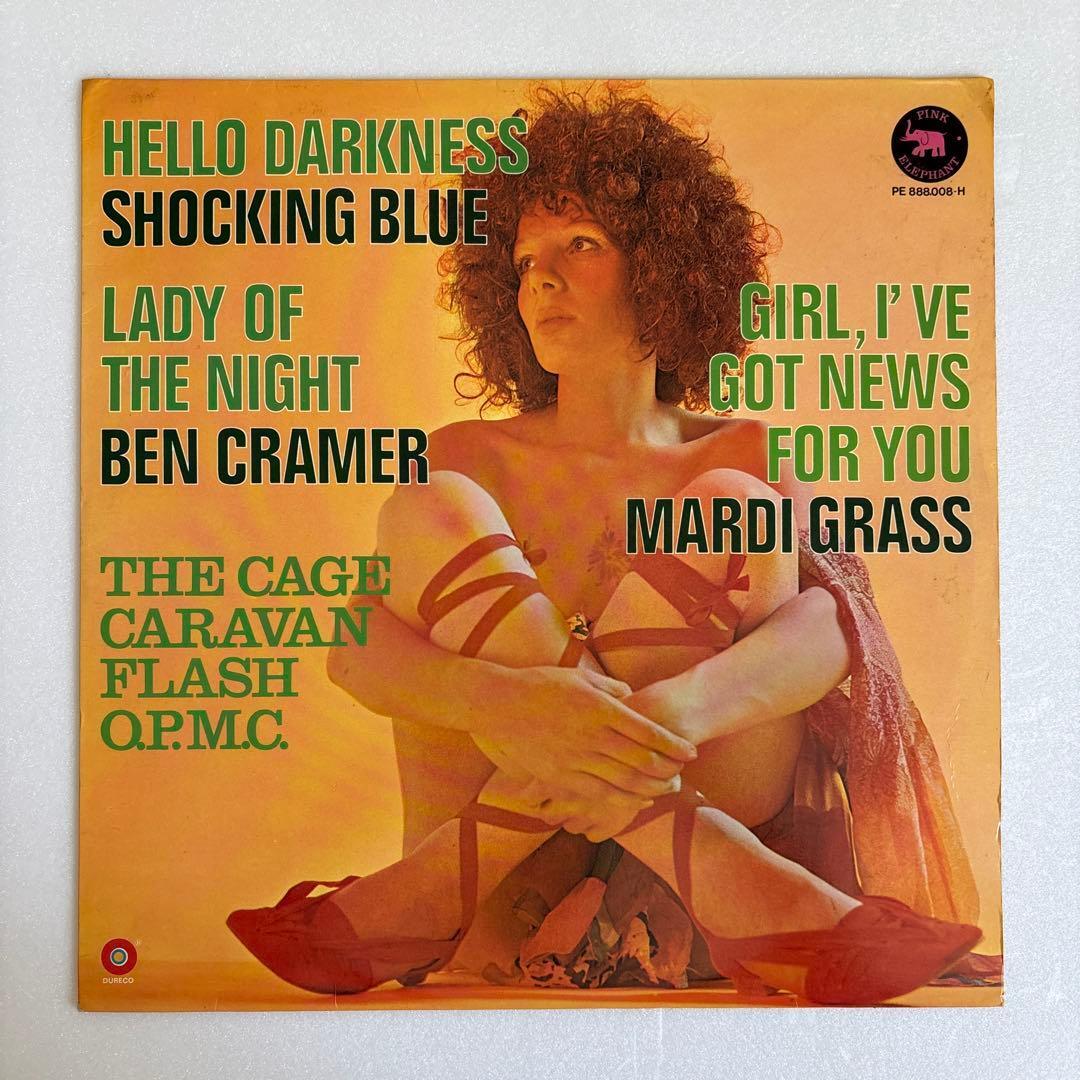 HELLO DARKNESS
SHOCKING BLUE
PINK
ELEPHANT
PE 888.008-H
LADY OF
THE NIGHT
BEN CRAMER
GIRL, I'VE
GOT NEWS
FOR YOU
MARDI GRASS
THE CAGE
CARAVAN
FLASH
O.P.M.C.
DURECO